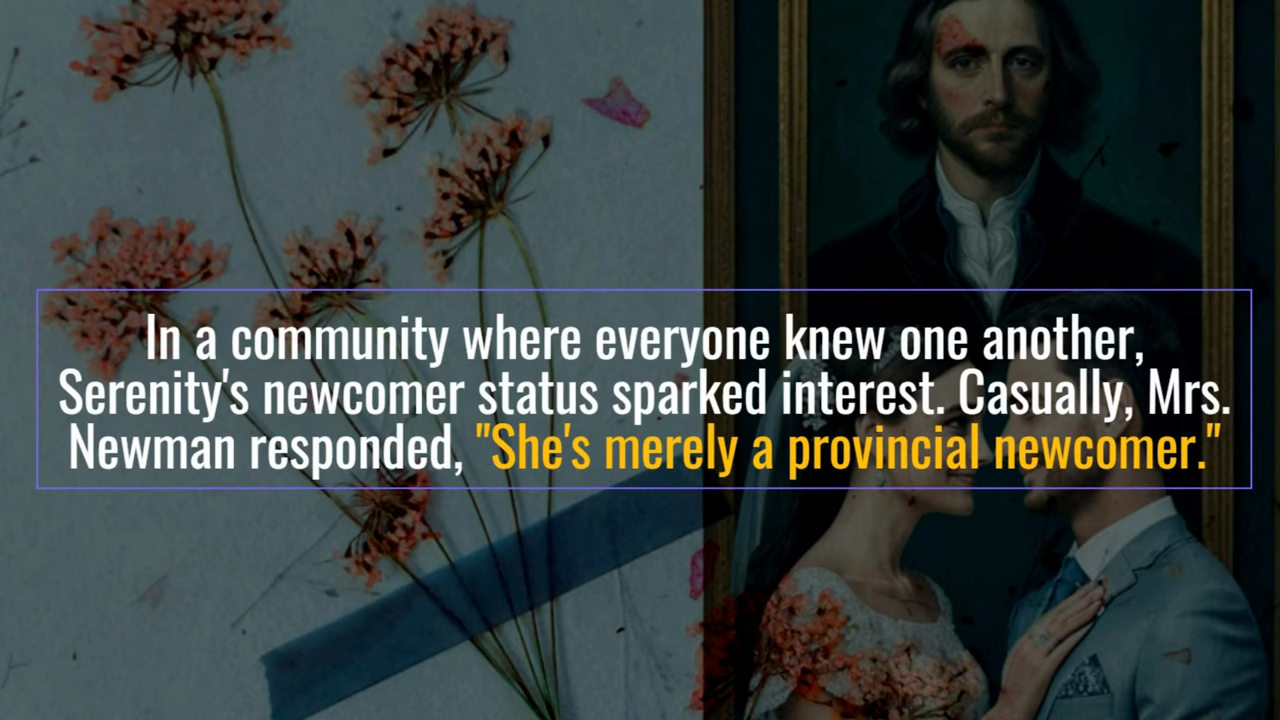 In a community where everyone knew one another,
Serenity's newcomer status sparked interest. Casually, Mrs.
Newman responded, "She's merely a provincial newcomer."